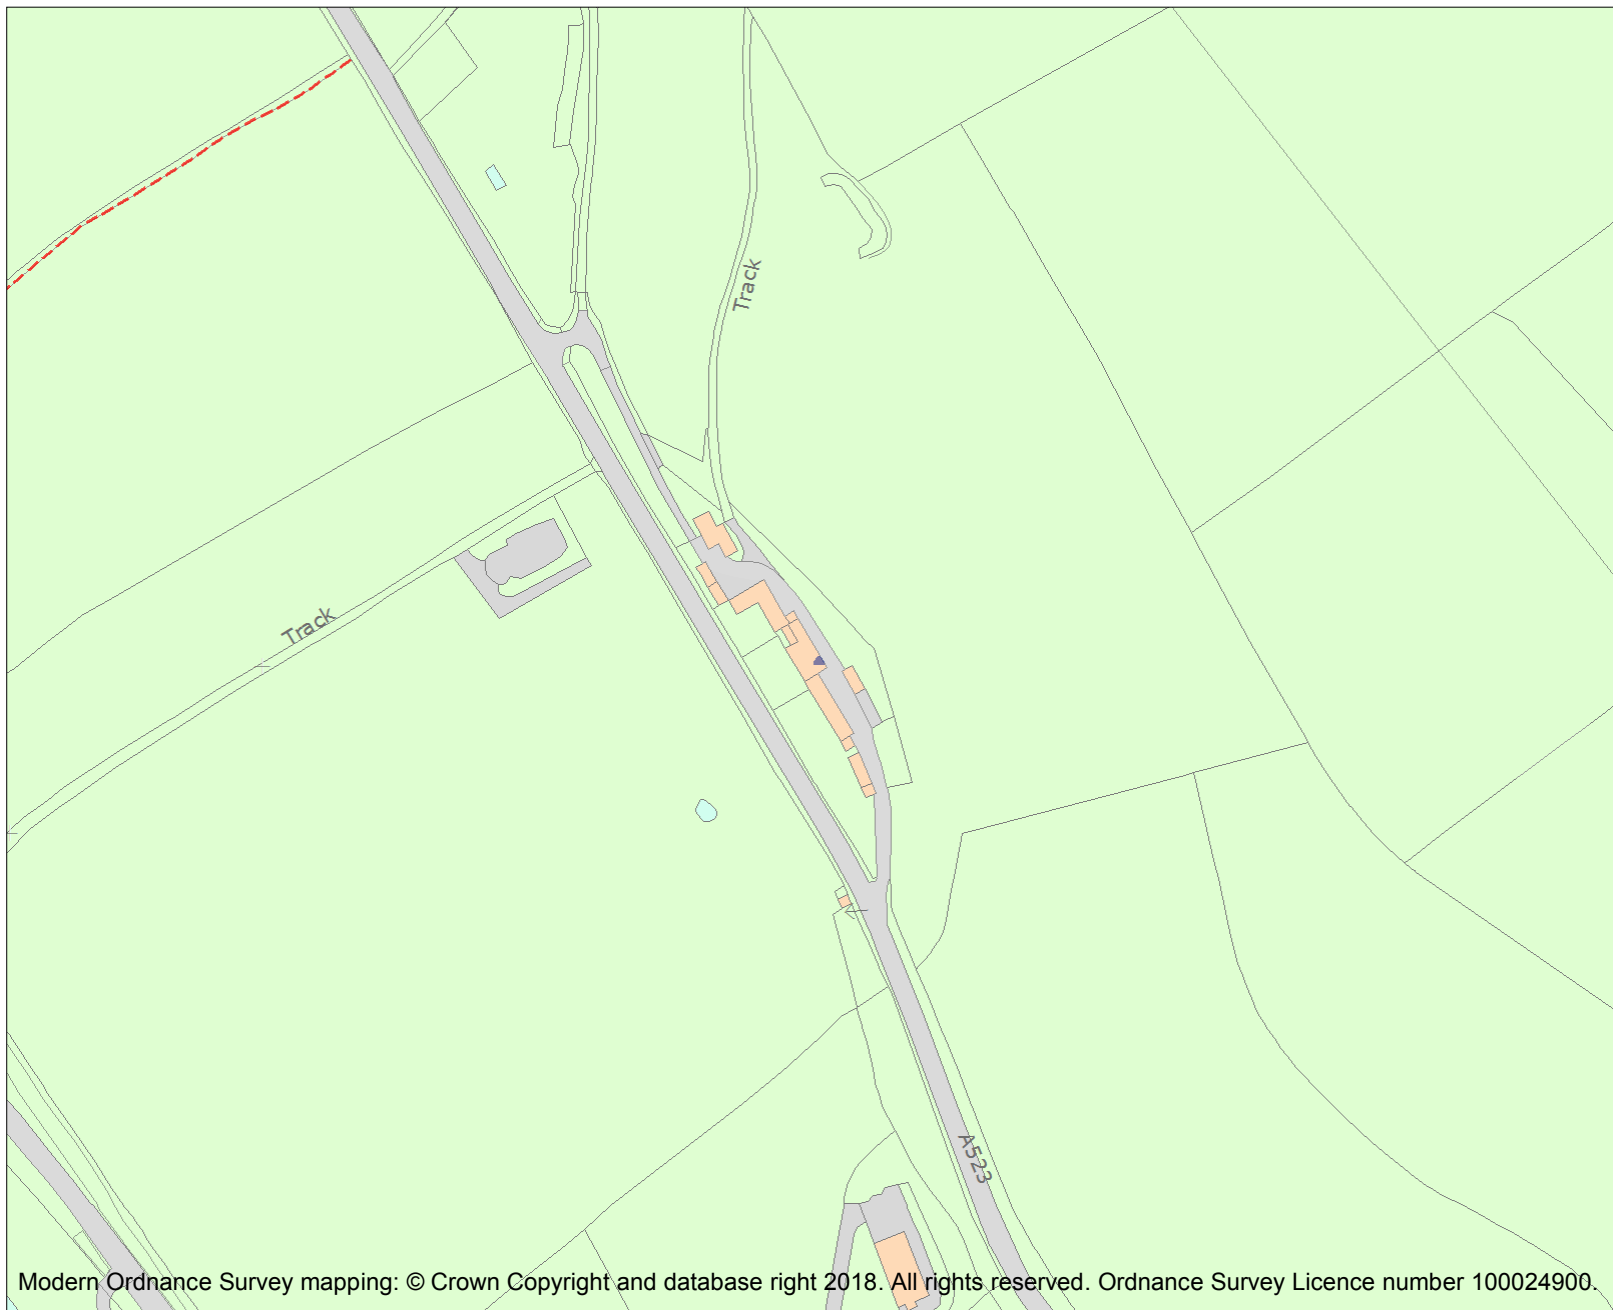 Track
Track
A523
Modern Ordnance Survey mapping: © Crown Copyright and database right 2018. All rights reserved. Ordnance Survey Licence number 100024900.